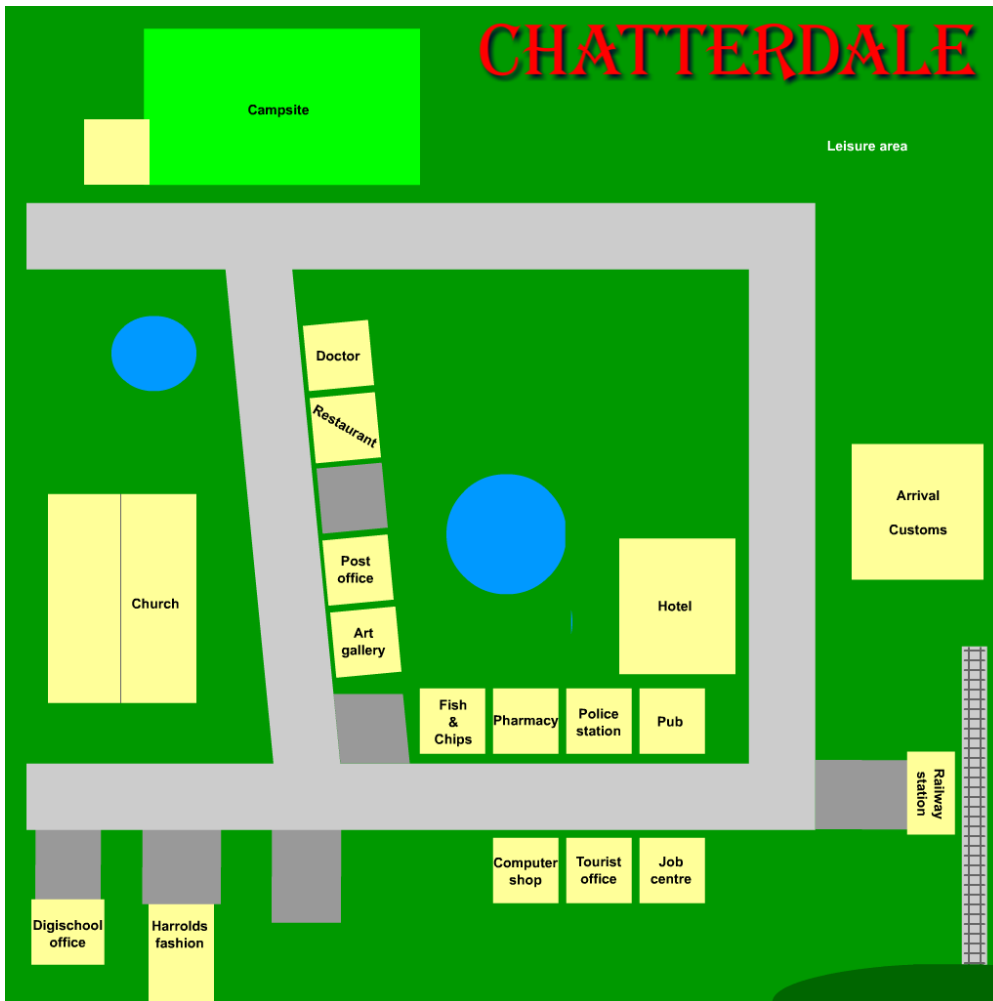 CHATTERDALE
Campsite
Leisure area
Doctor
Restaurant
Arrival
Customs
Post
office
Church
Hotel
Art
gallery
Fish
&
Chips
Pharmacy
Police
station
Pub
Railway
station
Computer
shop
Tourist
office
Job
centre
Digischool
office
Harrolds
fashion